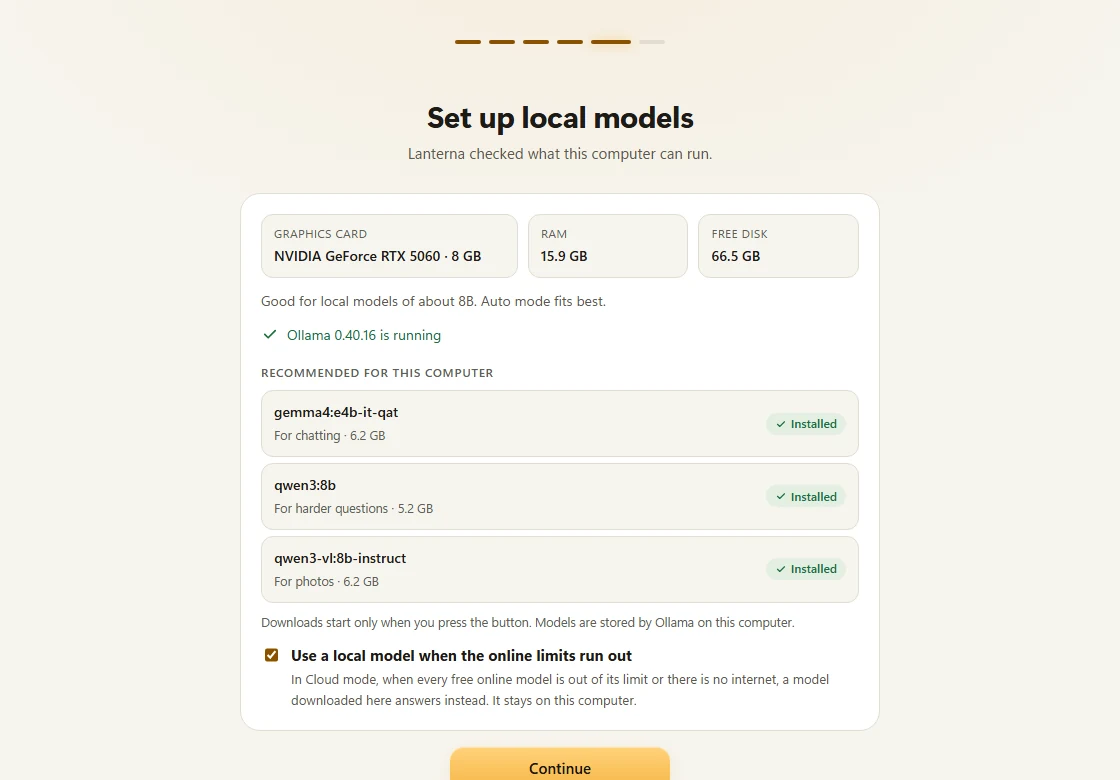 Set up local models
Lanterna checked what this computer can run.
GRAPHICS CARD
NVIDIA GeForce RTX 5060 · 8 GB
RAM
15.9 GB
FREE DISK
66.5 GB
Good for local models of about 8B. Auto mode fits best.
Ollama 0.40.16 is running
RECOMMENDED FOR THIS COMPUTER
gemma4:e4b-it-qat
For chatting · 6.2 GB
Installed
qwen3:8b
For harder questions · 5.2 GB
Installed
qwen3-vl:8b-instruct
For photos · 6.2 GB
Installed
Downloads start only when you press the button. Models are stored by Ollama on this computer.
Use a local model when the online limits run out
In Cloud mode, when every free online model is out of its limit or there is no internet, a model
downloaded here answers instead. It stays on this computer.
Continue